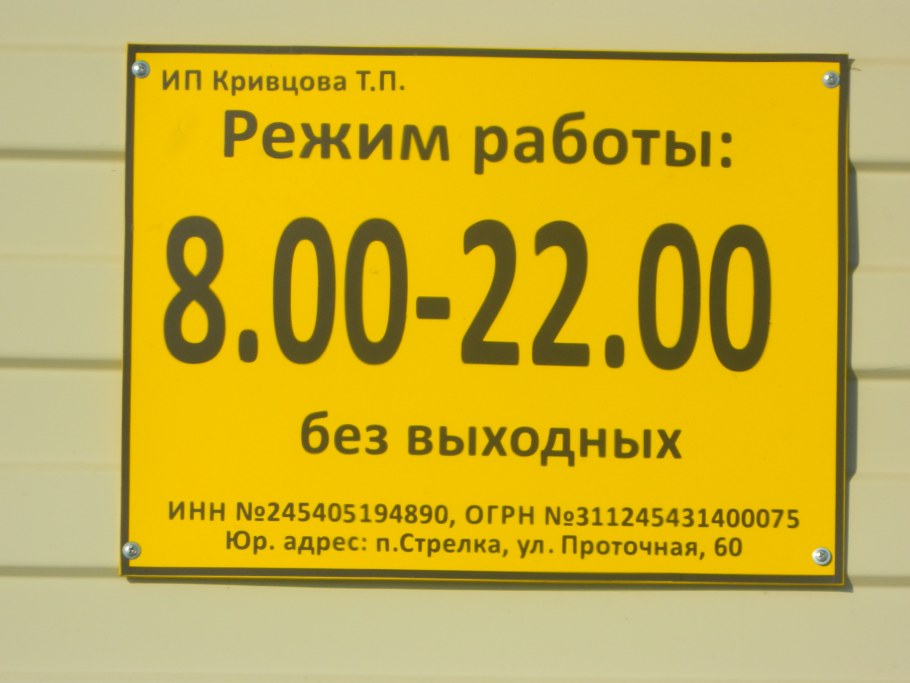 ИП Кривцова Т.П.
Режим работы:
8.00-22.00
без выходных
ИНН №245405194890, ОГРН №311245431400075
Юр. адрес: п.Стрелка, ул. Проточная, 60